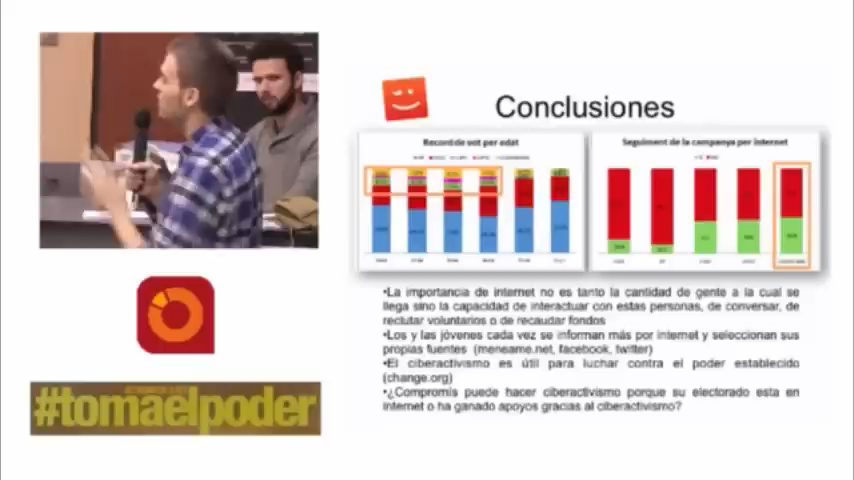 Conclusiones
Record de vot per edat
Seguiment de la campanya per internet
•La importancia de internet no es tanto la cantidad de gente a la cual se
llega sino la capacidad de interactuar con estas personas, de conversar, de
reclutar voluntarios o de recaudar fondos
•Los y las jóvenes cada vez se informan más por internet y seleccionan sus
propias fuentes (meneame.net, facebook, twitter)
•El ciberactivismo es útil para luchar contra el poder establecido
(change.org)
•¿Compromís puede hacer ciberactivismo porque su electorado esta en
internet o ha ganado apoyos gracias al ciberactivismo?
#tomaelpoder